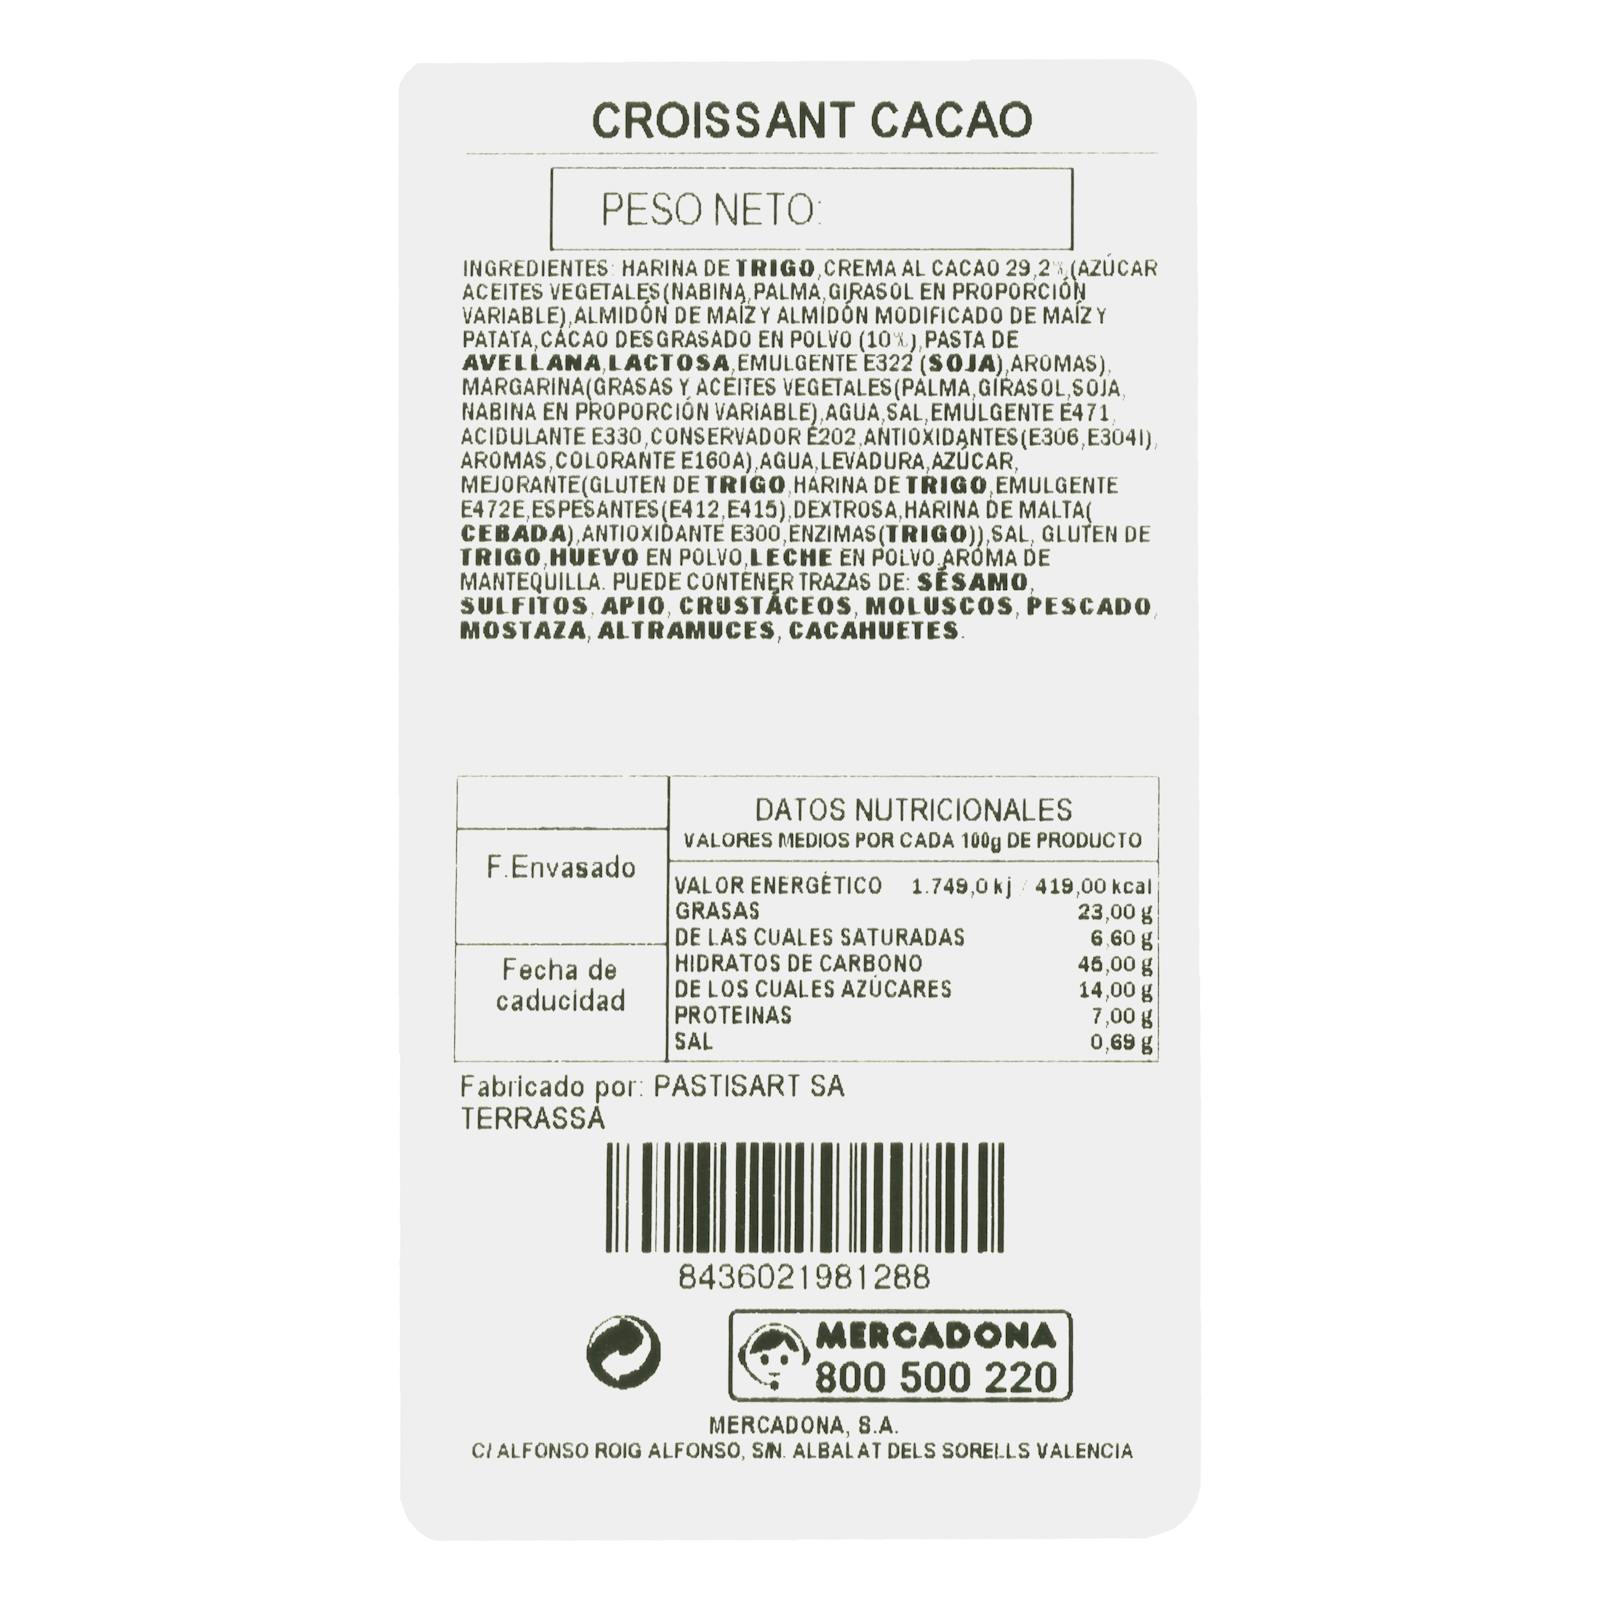 CROISSANT CACAO
PESO NETO:
INGREDIENTES: HARINA DE TRIGO,CREMA AL CACAO 29,2%(AZÚCAR
ACEITES VEGETALES(NABINA,PALMA,GIRASOL EN PROPORCIÓN
VARIABLE),ALMIDÓN DE MAÍZ Y ALMIDÓN MODIFICADO DE MAÍZ Y
PATATA,CACAO DESGRASADO EN POLVO (10%),PASTA DE
AVELLANA,LACTOSA,EMULGENTE E322 (SOJA),AROMAS),
MARGARINA(GRASAS Y ACEITES VEGETALES(PALMA,GIRASOL,SOJA,
NABINA EN PROPORCIÓN VARIABLE),AGUA,SAL,EMULGENTE E471,
ACIDULANTE E330,CONSERVADOR E202,ANTIOXIDANTES(E306,E304I),
AROMAS,COLORANTE E160A),AGUA,LEVADURA,AZÚCAR,
MEJORANTE(GLUTEN DE TRIGO,HARINA DE TRIGO,EMULGENTE
E472E,ESPESANTES(E412,E415),DEXTROSA,HARINA DE MALTA(
CEBADA),ANTIOXIDANTE E300,ENZIMAS(TRIGO)),SAL, GLUTEN DE
TRIGO,HUEVO EN POLVO,LECHE EN POLVO,AROMA DE
MANTEQUILLA. PUEDE CONTENER TRAZAS DE: SÉSAMO,
SULFITOS, APIO, CRUSTÁCEOS, MOLUSCOS, PESCADO,
MOSTAZA, ALTRAMUCES, CACAHUETES.
DATOS NUTRICIONALES
VALORES MEDIOS POR CADA 100g DE PRODUCTO
F.Envasado
VALOR ENERGÉTICO 1.749,0 kj / 419,00 kcal
GRASAS 23,00 g
DE LAS CUALES SATURADAS 6,60 g
Fecha de
caducidad
HIDRATOS DE CARBONO 45,00 g
DE LOS CUALES AZÚCARES 14,00 g
PROTEINAS 7,00 g
SAL 0,69 g
Fabricado por: PASTISART SA
TERRASSA
8436021981288
MERCADONA
800 500 220
MERCADONA, S.A.
C/ ALFONSO ROIG ALFONSO, S/N. ALBALAT DELS SORELLS VALENCIA